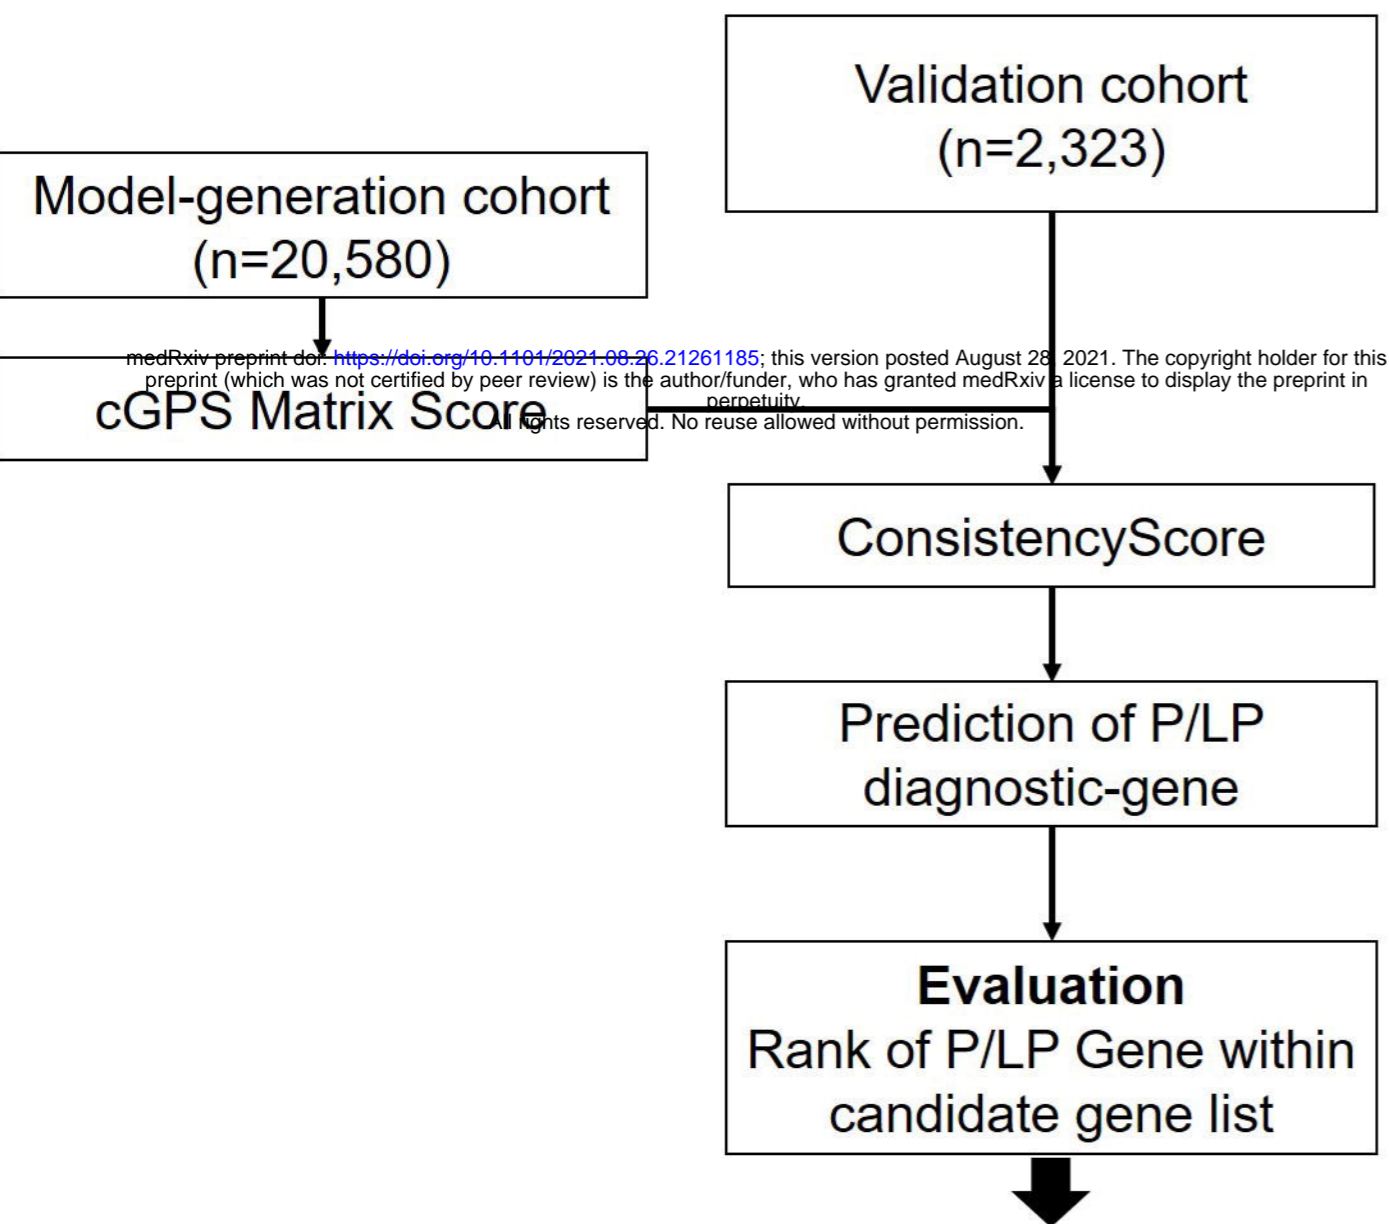 Validation cohort
(n=2,323)
Model-generation cohort
(n=20,580)
medRxiv preprint doi: https://doi.org/10.1101/2021.08.26.21261185; this version posted August 28, 2021. The copyright holder for this
preprint (which was not certified by peer review) is the author/funder, who has granted medRxiv a license to display the preprint in
perpetuity.
cGPS Matrix Score
All rights reserved. No reuse allowed without permission.
ConsistencyScore
Prediction of P/LP
diagnostic-gene
Evaluation
Rank of P/LP Gene within
candidate gene list